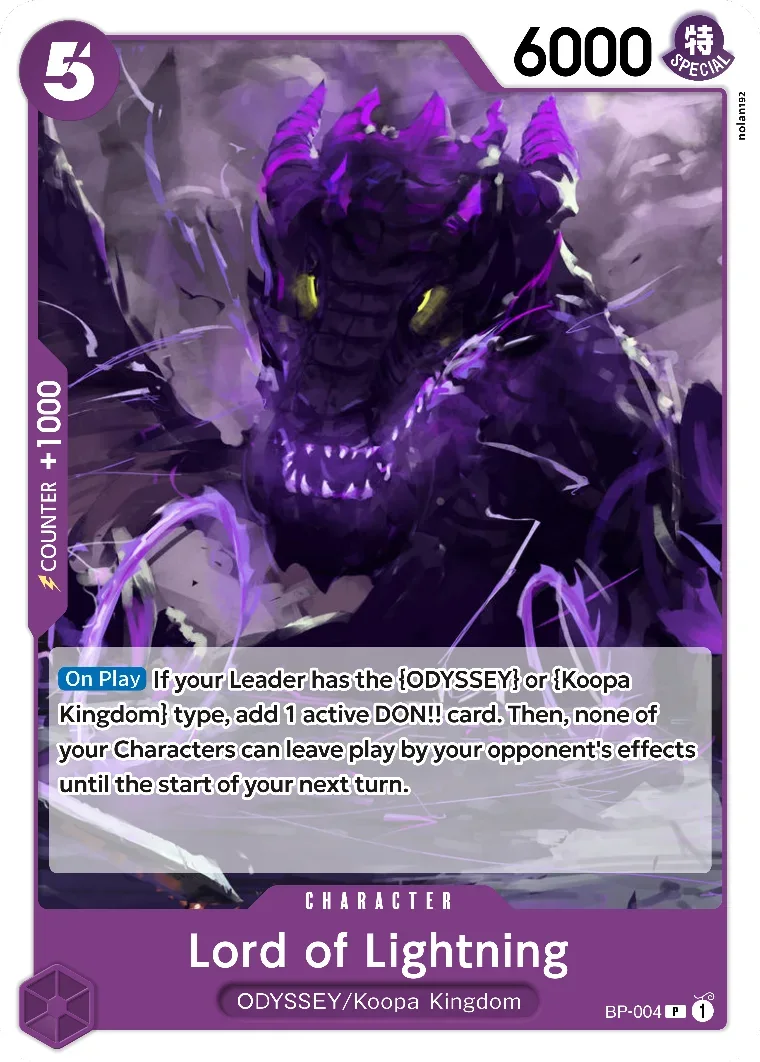 5
6000
特
SPECIAL
nolan192
COUNTER +1000
On Play If your Leader has the {ODYSSEY} or {Koopa
Kingdom} type, add 1 active DON!! card. Then, none of
your Characters can leave play by your opponent's effects
until the start of your next turn.
CHARACTER
Lord of Lightning
ODYSSEY/Koopa Kingdom
BP-004 P 1